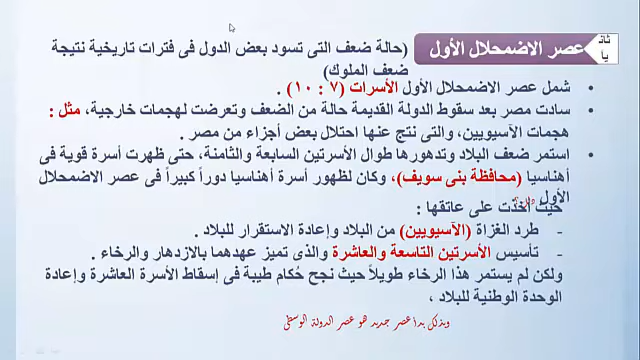 ثانياً
عصر الاضمحلال الأول
(حالة ضعف التى تسود بعض الدول فى فترات تاريخية نتيجة
ضعف الملوك)
• شمل عصر الاضمحلال الأول الأسرات (٧ : ١٠) .
• سادت مصر بعد سقوط الدولة القديمة حالة من الضعف وتعرضت لهجمات خارجية، مثل :
هجمات الآسيويين، والتى نتج عنها احتلال بعض أجزاء من مصر .
• استمر ضعف البلاد وتدهورها طوال الأسرتين السابعة والثامنة، حتى ظهرت أسرة قوية فى
أهناسيا (محافظة بنى سويف)، وكان لظهور أسرة أهناسيا دوراً كبيراً فى عصر الاضمحلال
الأول
حيث أخذت على عاتقها :
- طرد الغزاة (الآسيويين) من البلاد وإعادة الاستقرار للبلاد .
- تأسيس الأسرتين التاسعة والعاشرة والذى تميز عهدهما بالازدهار والرخاء .
ولكن لم يستمر هذا الرخاء طويلاً حيث نجح حُكام طيبة فى إسقاط الأسرة العاشرة وإعادة
الوحدة الوطنية للبلاد ،
وبذلك بدأ عصر جديد هو عصر الدولة الوسطى